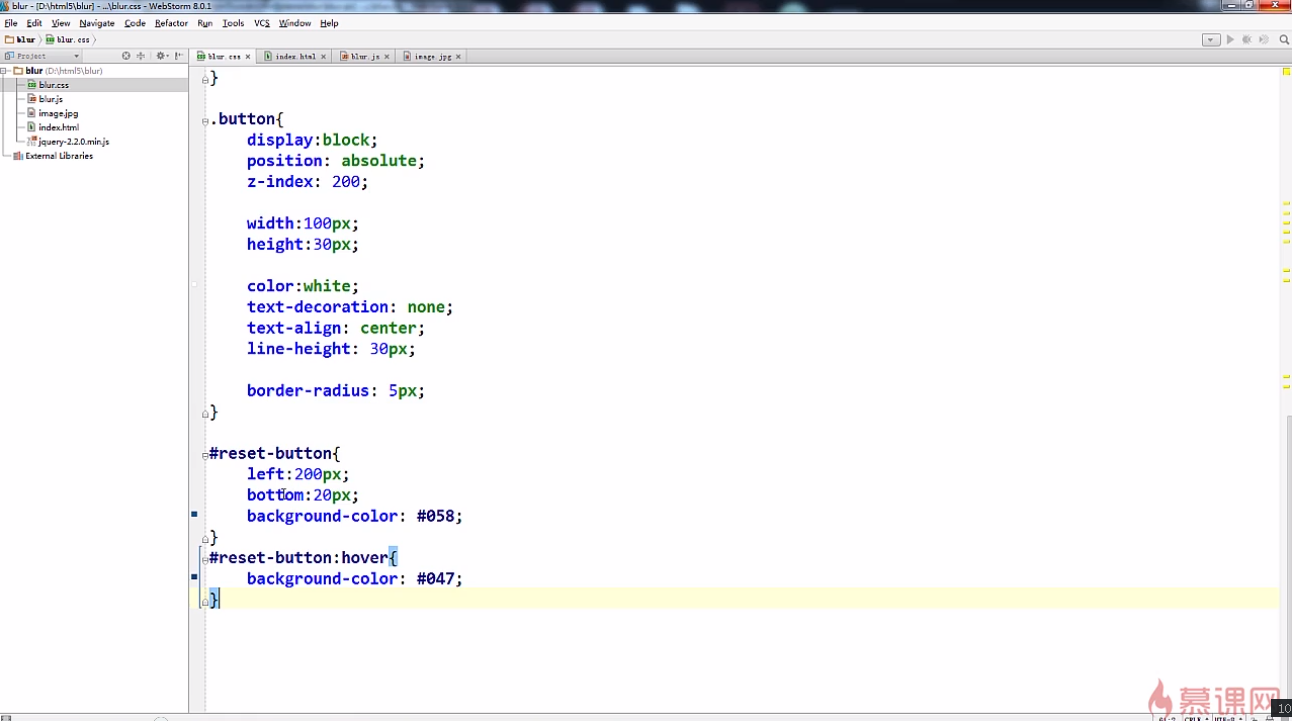 blur - [D:\html5\blur] - ...\blur.css - WebStorm 8.0.1
File Edit View Navigate Code Refactor Run Tools VCS Window Help
blur blur.css
Project
blur.css index.html blur.js image.jpg
blur (D:\html5\blur)
blur.css
blur.js
image.jpg
index.html
jquery-2.2.0.min.js
External Libraries
}
.button{
display:block;
position: absolute;
z-index: 200;
width:100px;
height:30px;
color:white;
text-decoration: none;
text-align: center;
line-height: 30px;
border-radius: 5px;
}
#reset-button{
left:200px;
bottom:20px;
background-color: #058;
}
#reset-button:hover{
background-color: #047;
}
慕课网
10